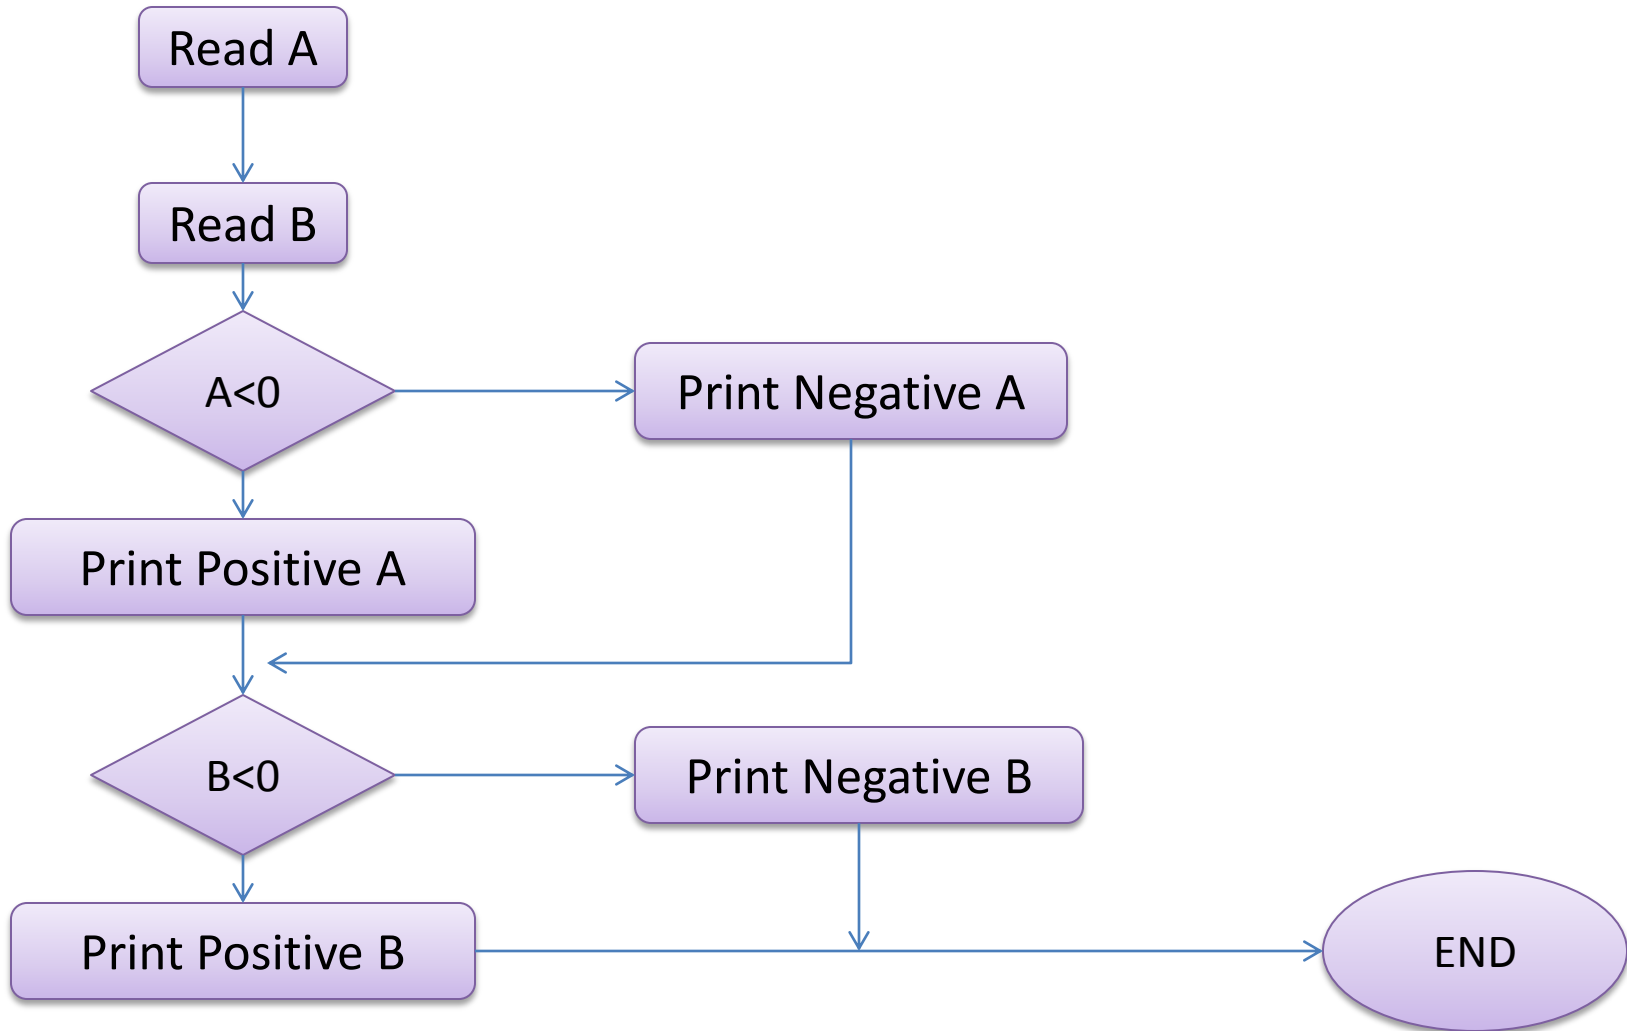 Read A
Read B
A<0
Print Negative A
Print Positive A
B<0
Print Negative B
Print Positive B
END